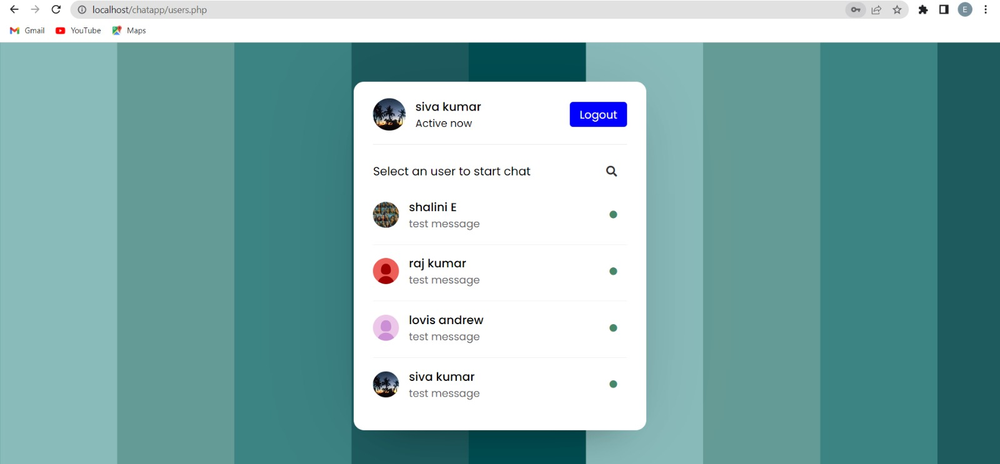 localhost/chatapp/users.php
E
Gmail YouTube Maps
siva kumar
Active now
Logout
Select an user to start chat
shalini E
test message
raj kumar
test message
lovis andrew
test message
siva kumar
test message